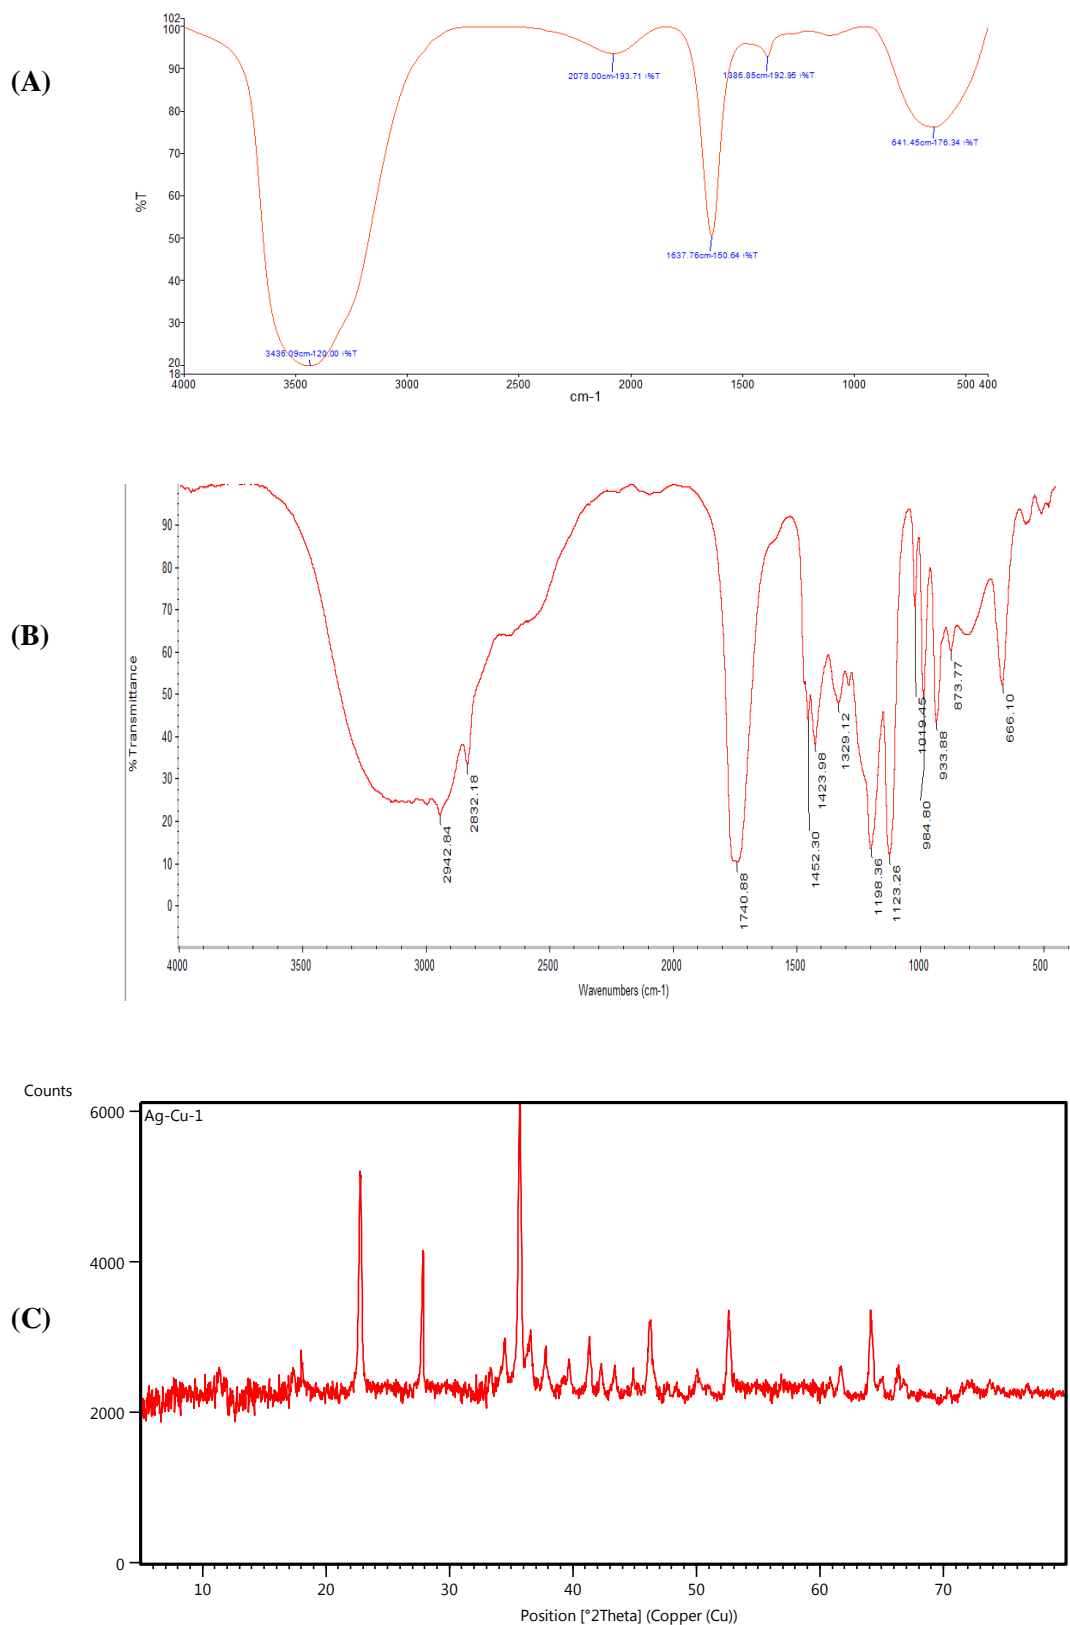 (A)
%T
102
100
90
80
70
60
50
40
30
20
18
2078.00cm-193.71 %T
1386.85cm-192.95 %T
641.45cm-176.34 %T
1637.76cm-150.64 %T
3436.09cm-120.00 %T
4000 3500 3000 2500 2000 1500 1000 500 400
cm-1
(B)
% Transmittance
90
80
70
60
50
40
30
20
10
0
2942.84
2832.18
1740.88
1452.30
1423.98
1329.12
1198.36
1123.26
1019.45
984.80
933.88
873.77
666.10
4000 3500 3000 2500 2000 1500 1000 500
Wavenumbers (cm-1)
(C)
Counts
Ag-Cu-1
6000
4000
2000
0
10 20 30 40 50 60 70
Position [°2Theta] (Copper (Cu))